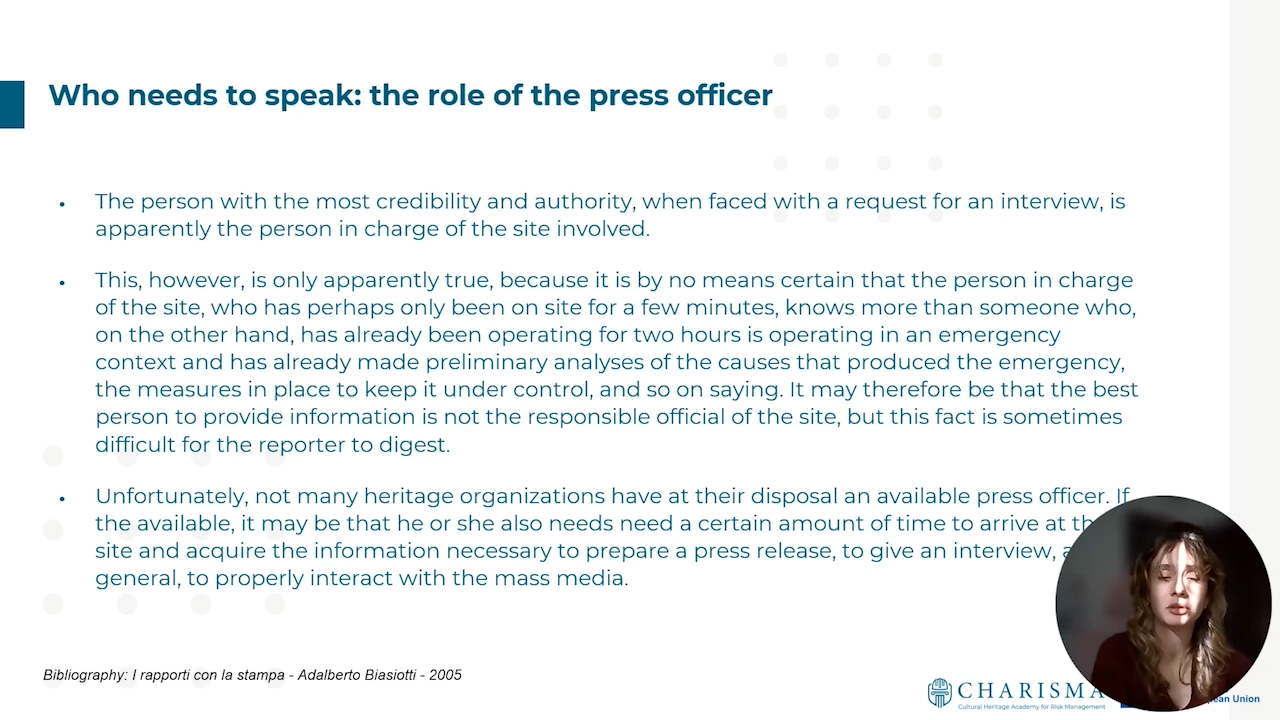 Who needs to speak: the role of the press officer
• The person with the most credibility and authority, when faced with a request for an interview, is
apparently the person in charge of the site involved.
• This, however, is only apparently true, because it is by no means certain that the person in charge
of the site, who has perhaps only been on site for a few minutes, knows more than someone who,
on the other hand, has already been operating for two hours is operating in an emergency
context and has already made preliminary analyses of the causes that produced the emergency,
the measures in place to keep it under control, and so on saying. It may therefore be that the best
person to provide information is not the responsible official of the site, but this fact is sometimes
difficult for the reporter to digest.
• Unfortunately, not many heritage organizations have at their disposal an available press officer. If
the available, it may be that he or she also needs need a certain amount of time to arrive at
site and acquire the information necessary to prepare a press release, to give an interview,
general, to properly interact with the mass media.
Bibliography: I rapporti con la stampa - Adalberto Biasiotti - 2005
CHARISMA
Cultural Heritage Academy for Risk Management
Union